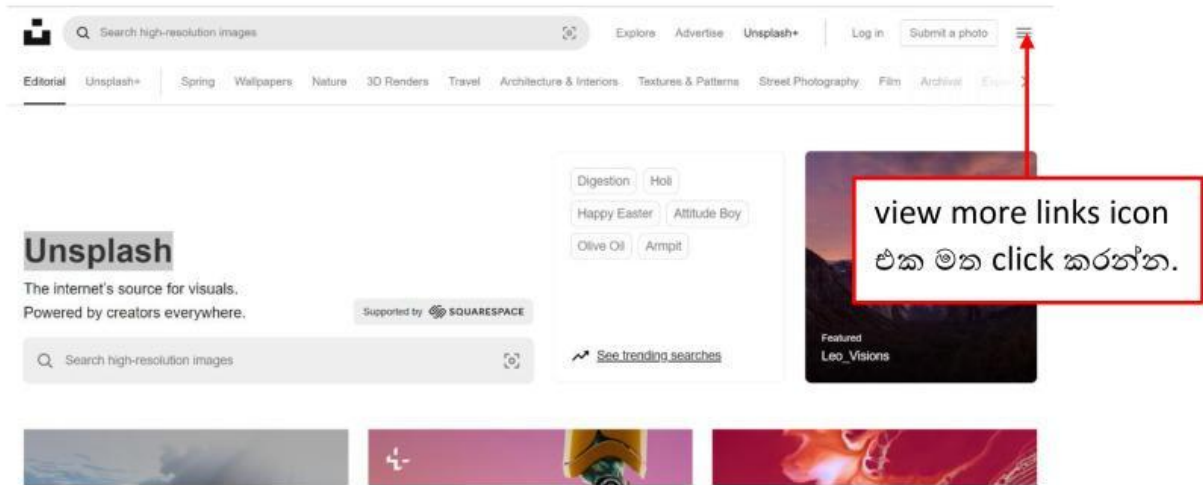 Search high-resolution images
Explore Advertise Unsplash+ Log in Submit a photo
Editorial Unsplash+ Spring Wallpapers Nature 3D Renders Travel Architecture & Interiors Textures & Patterns Street Photography Film Archival
Digestion Holi
Happy Easter Attitude Boy
Olive Oil Armpit
view more links icon
එක මත click කරන්න.
Unsplash
The internet's source for visuals.
Powered by creators everywhere.
Supported by SQUARESPACE
Search high-resolution images
See trending searches
Featured
Leo_Visions